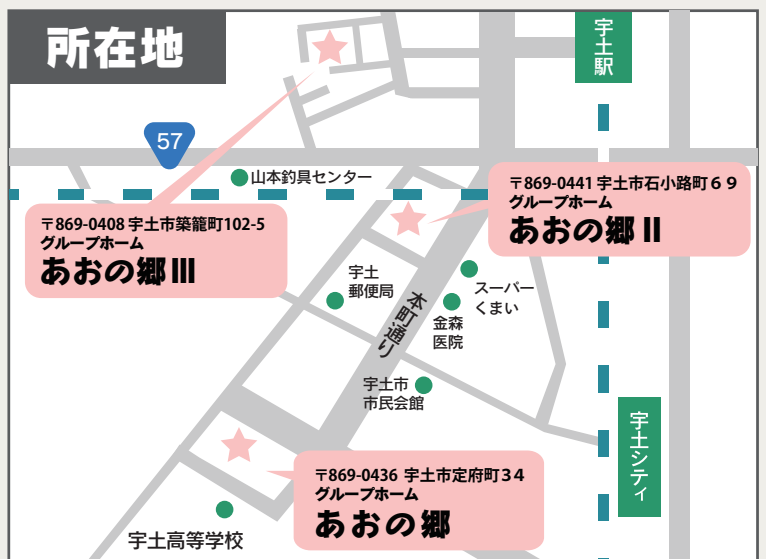 所在地
宇土駅
57
山本釣具センター
〒869-0408 宇土市築籠町102-5
グループホーム
あおの郷Ⅲ
〒869-0441 宇土市石小路町６９
グループホーム
あおの郷Ⅱ
宇土
郵便局
本町通り
スーパー
くまい
金森
医院
宇土市
市民会館
宇土シティ
〒869-0436 宇土市定府町34
グループホーム
あおの郷
宇土高等学校